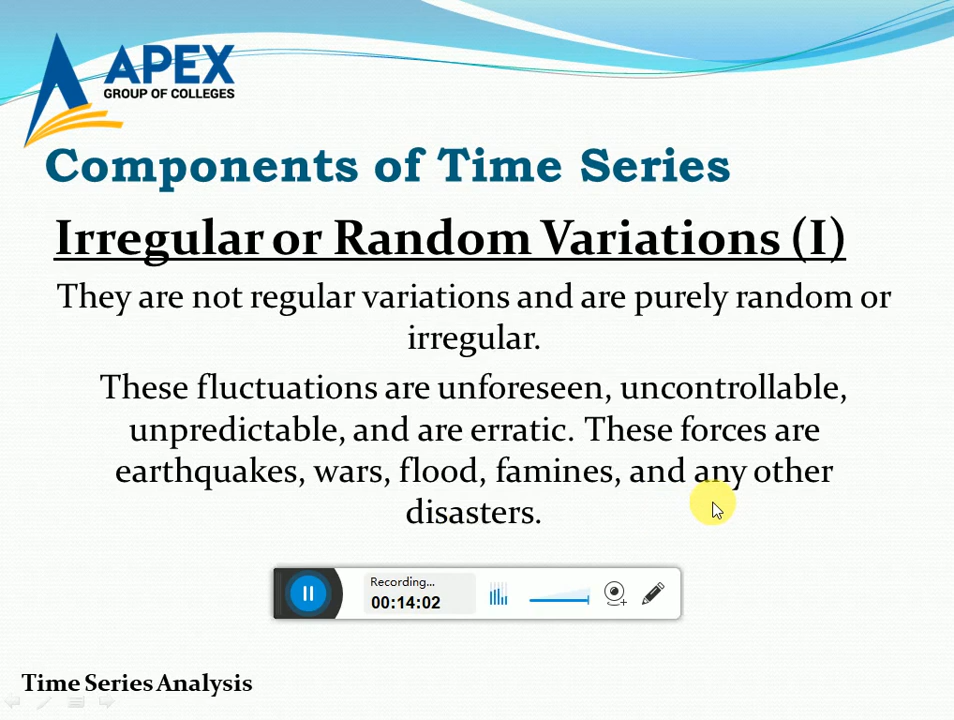 APEX
GROUP OF COLLEGES
Components of Time Series
Irregular or Random Variations (I)
They are not regular variations and are purely random or
irregular.
These fluctuations are unforeseen, uncontrollable,
unpredictable, and are erratic. These forces are
earthquakes, wars, flood, famines, and any other
disasters.
Recording...
00:14:02
Time Series Analysis